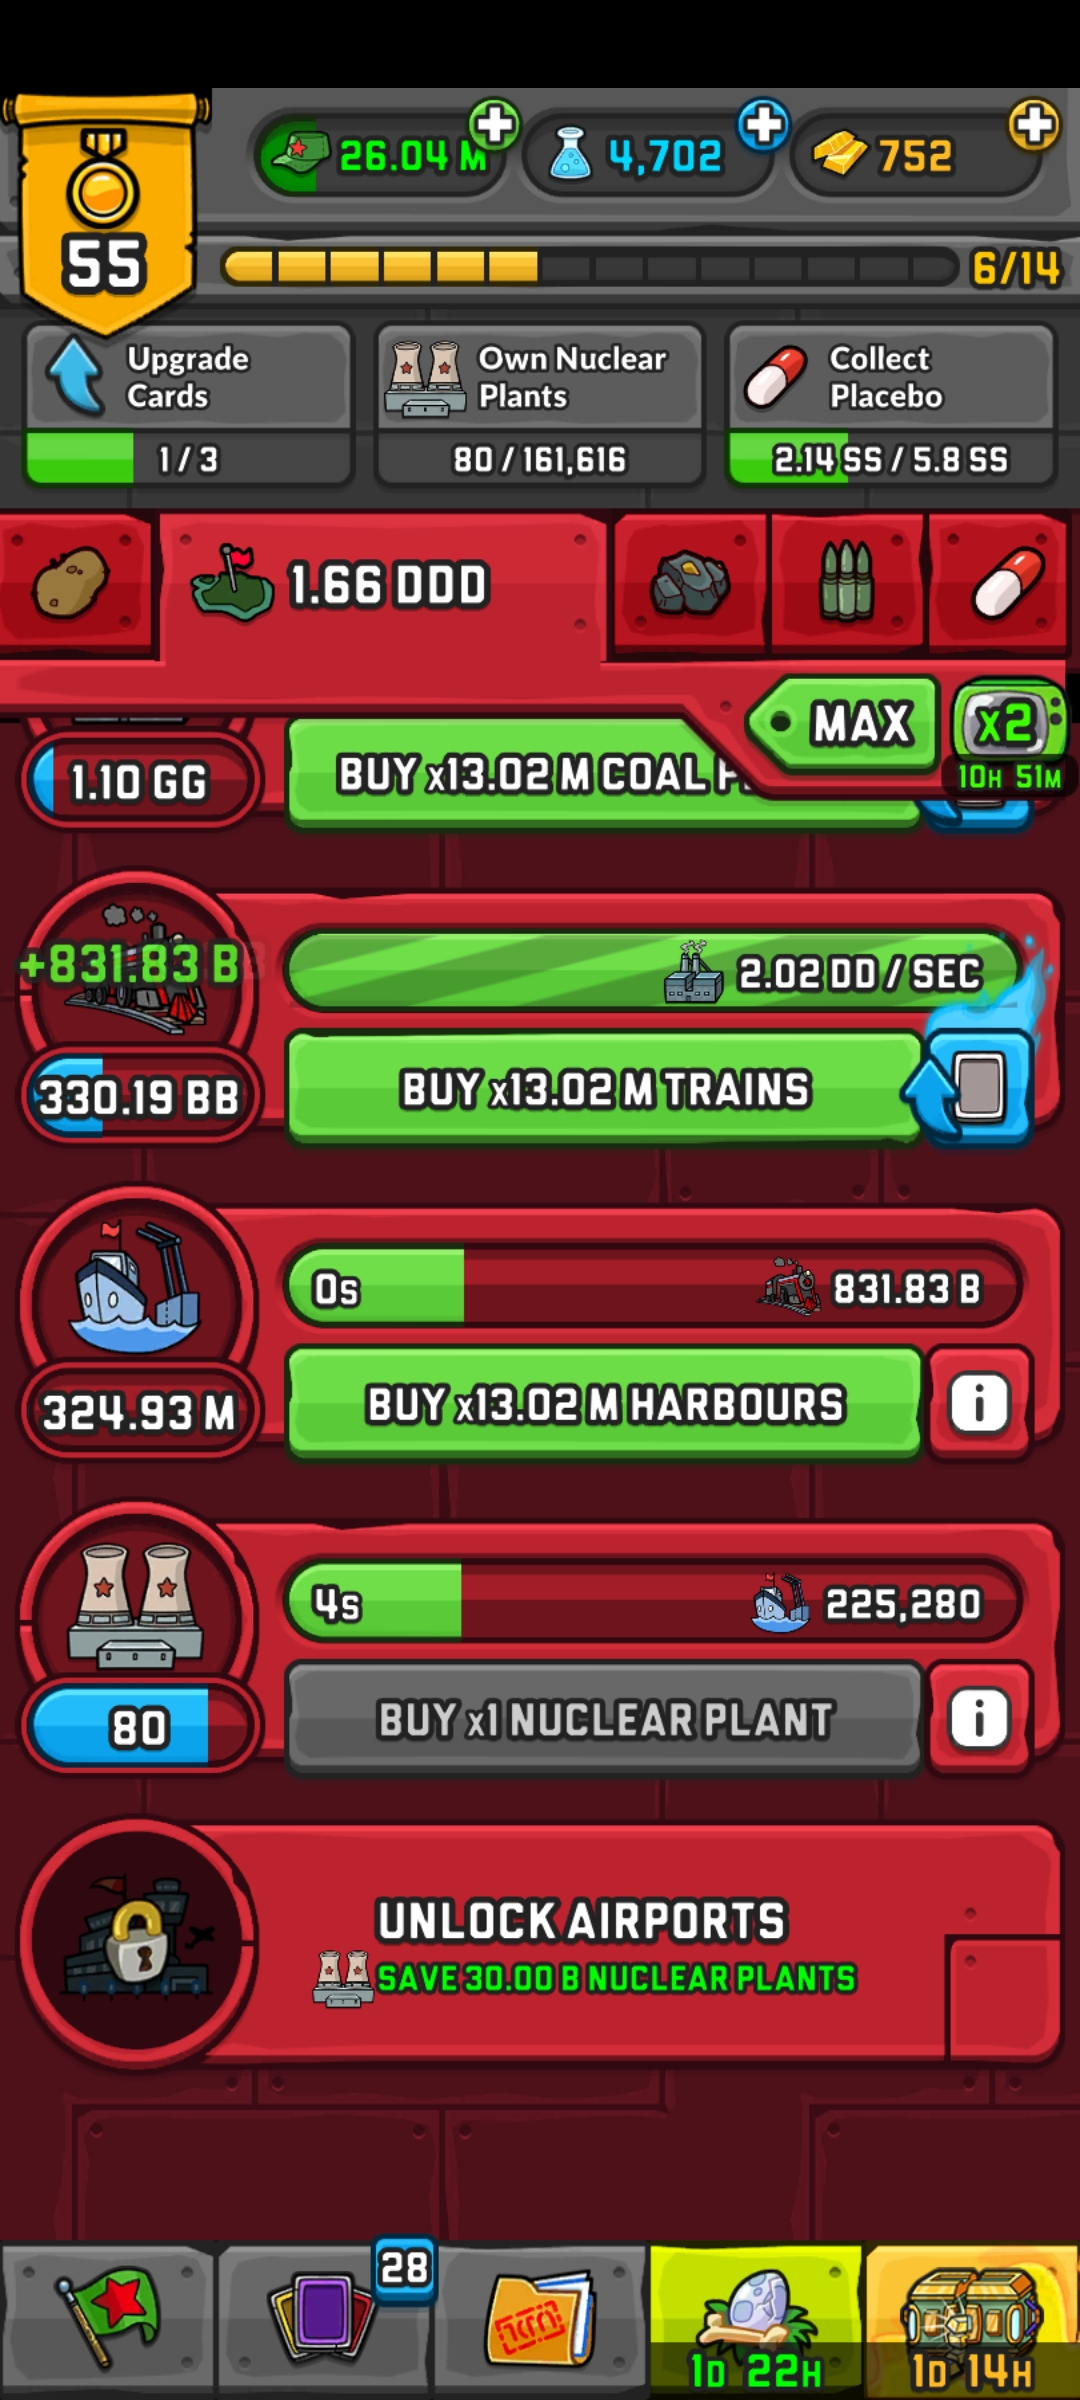 55
26.04 M
4,702
752
6/14
Upgrade
Cards
1 / 3
Own Nuclear
Plants
80 / 161,616
Collect
Placebo
2.14 SS / 5.8 SS
1.66 DDD
MAX
X2
10H 51M
1.10 GG
BUY x13.02 M COAL
+831.83 B
2.02 DD / SEC
330.19 BB
BUY x13.02 M TRAINS
0s
831.83 B
324.93 M
BUY x13.02 M HARBOURS
i
4s
225,280
80
BUY x1 NUCLEAR PLANT
i
UNLOCK AIRPORTS
SAVE 30.00 B NUCLEAR PLANTS
28
1D 22H
1D 14H